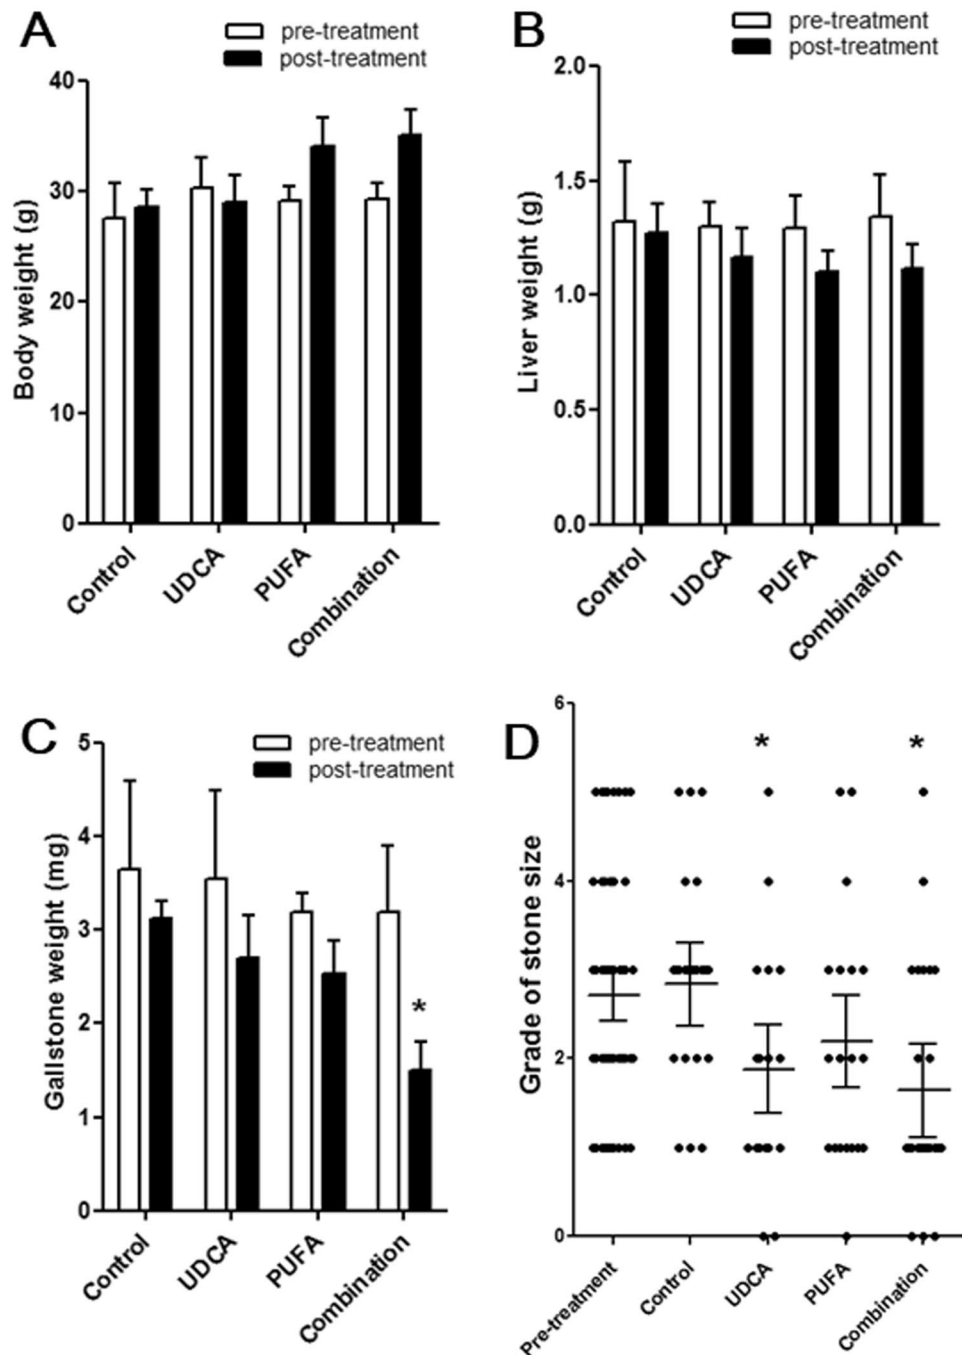 A
pre-treatment
post-treatment
Body weight (g)
40
30
20
10
0
Control
UDCA
PUFA
Combination
B
pre-treatment
post-treatment
Liver weight (g)
2.0
1.5
1.0
0.5
0.0
Control
UDCA
PUFA
Combination
C
pre-treatment
post-treatment
Gallstone weight (mg)
5
4
3
2
1
0
*
Control
UDCA
PUFA
Combination
D
Grade of stone size
6
4
2
0
* *
Pre-treatment
Control
UDCA
PUFA
Combination